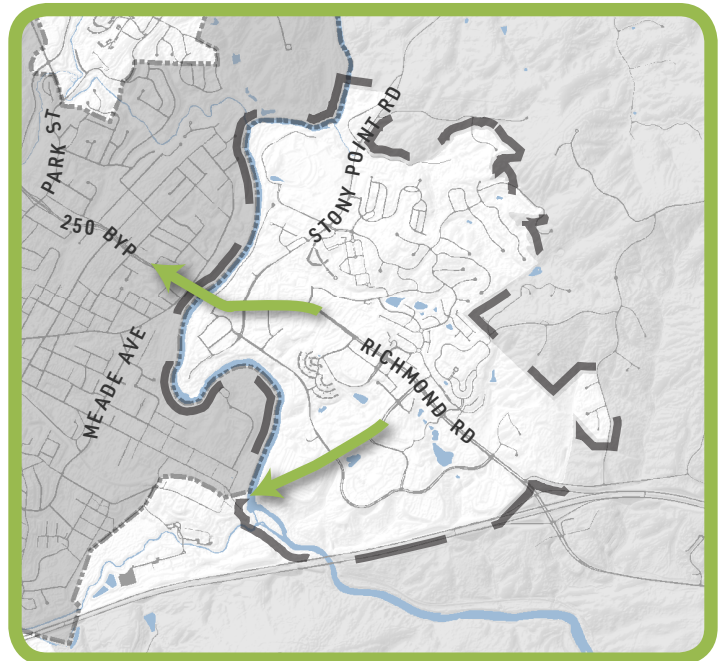 PARK ST
STONY POINT RD
250 BYP
MEADE AVE
RICHMOND RD